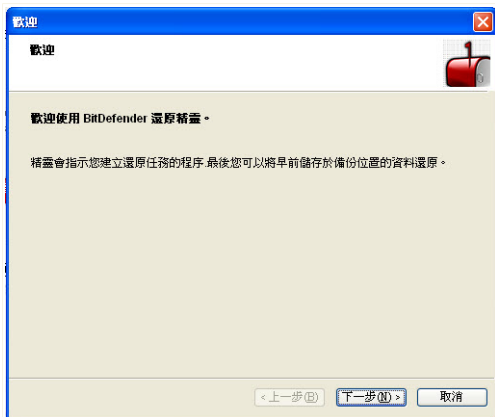 歡迎
歡迎
歡迎使用 BitDefender 還原精靈。
精靈會指示您建立還原任務的程序.最後您可以將早前儲存於備份位置的資料還原。
<上一步(B) 下一步(N)> 取消